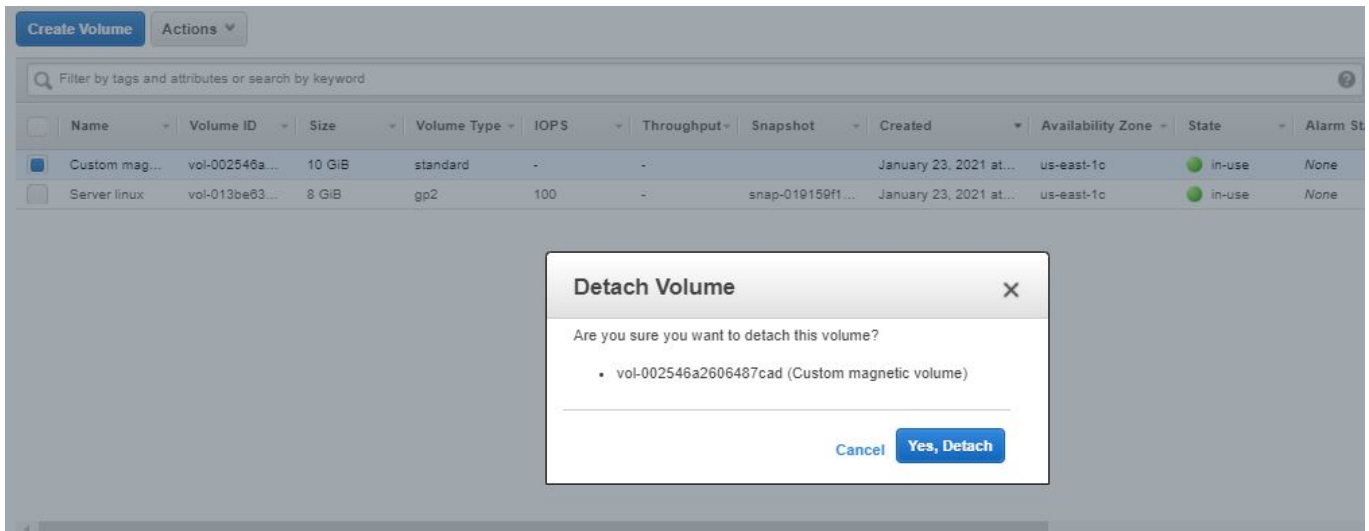 Create Volume Actions
Filter by tags and attributes or search by keyword
Name Volume ID Size Volume Type IOPS Throughput Snapshot Created Availability Zone State Alarm St
Custom mag... vol-002546a... 10 GiB standard - - January 23, 2021 at... us-east-1c in-use None
Server linux vol-013be63... 8 GiB gp2 100 - snap-019159f1... January 23, 2021 at... us-east-1c in-use None
Detach Volume
Are you sure you want to detach this volume?
• vol-002546a2606487cad (Custom magnetic volume)
Cancel Yes, Detach